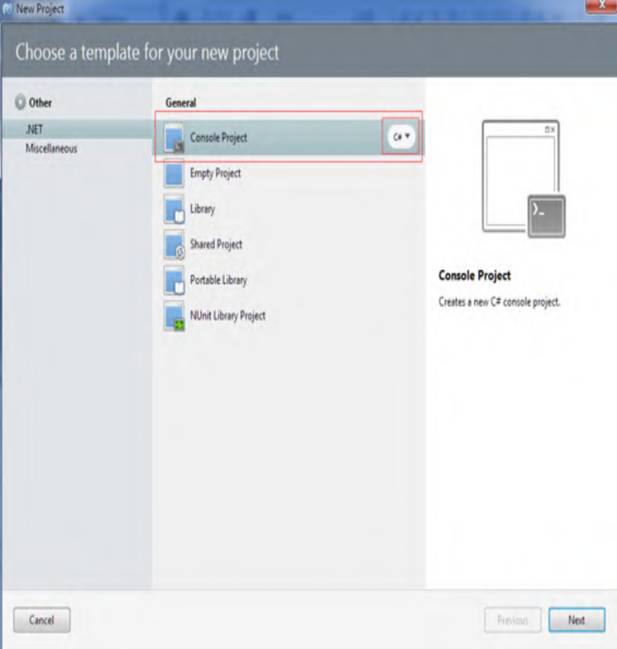 New Project
Choose a template for your new project
Other
.NET
Miscellaneous
General
Console Project
C#
Empty Project
Library
Shared Project
Portable Library
NUnit Library Project
>_
Console Project
Creates a new C# console project.
Cancel
Previous
Next